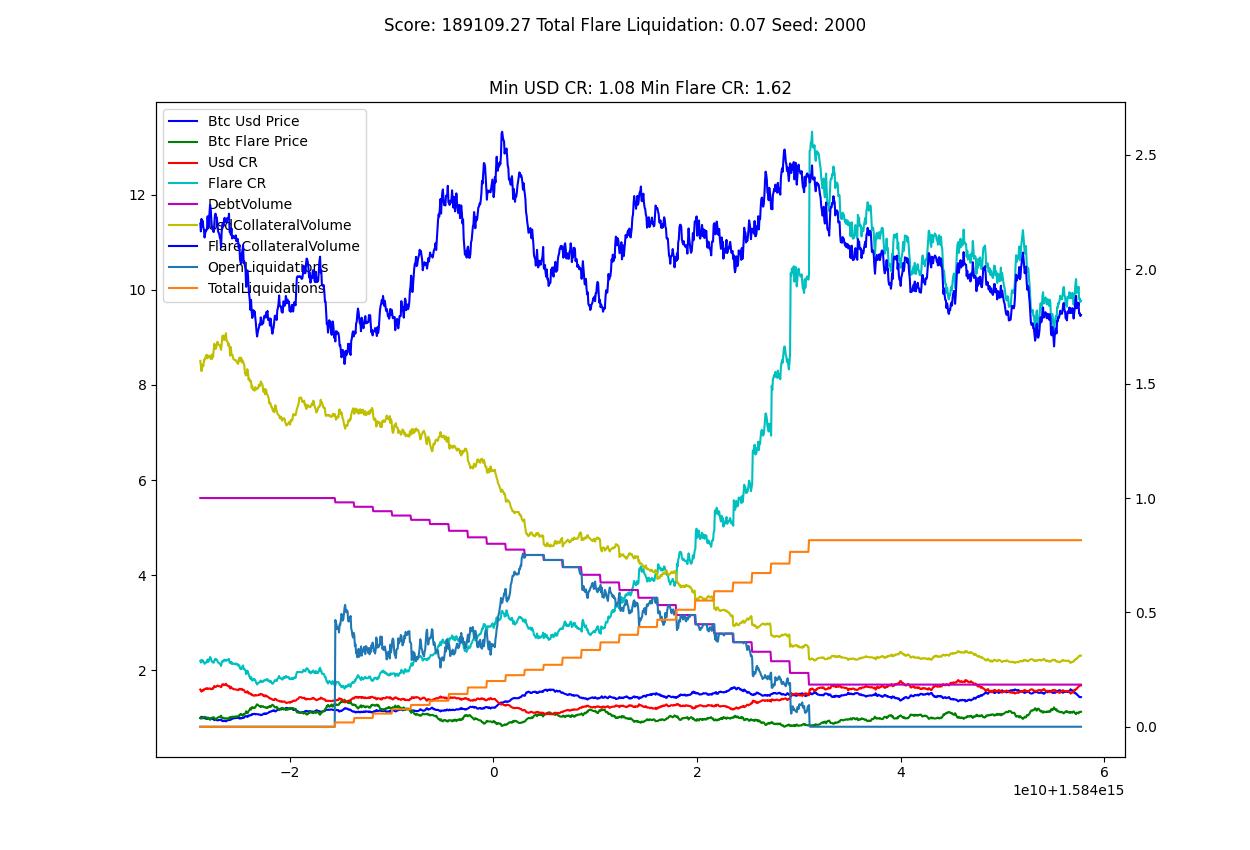 Score: 189109.27 Total Flare Liquidation: 0.07 Seed: 2000
Min USD CR: 1.08 Min Flare CR: 1.62
Btc Usd Price
Btc Flare Price
Usd CR
Flare CR
DebtVolume
UsdCollateralVolume
FlareCollateralVolume
OpenLiquidations
TotalLiquidations
12
10
8
6
4
2
2.5
2.0
1.5
1.0
0.5
0.0
−2
0
2
4
6
1e10+1.584e15